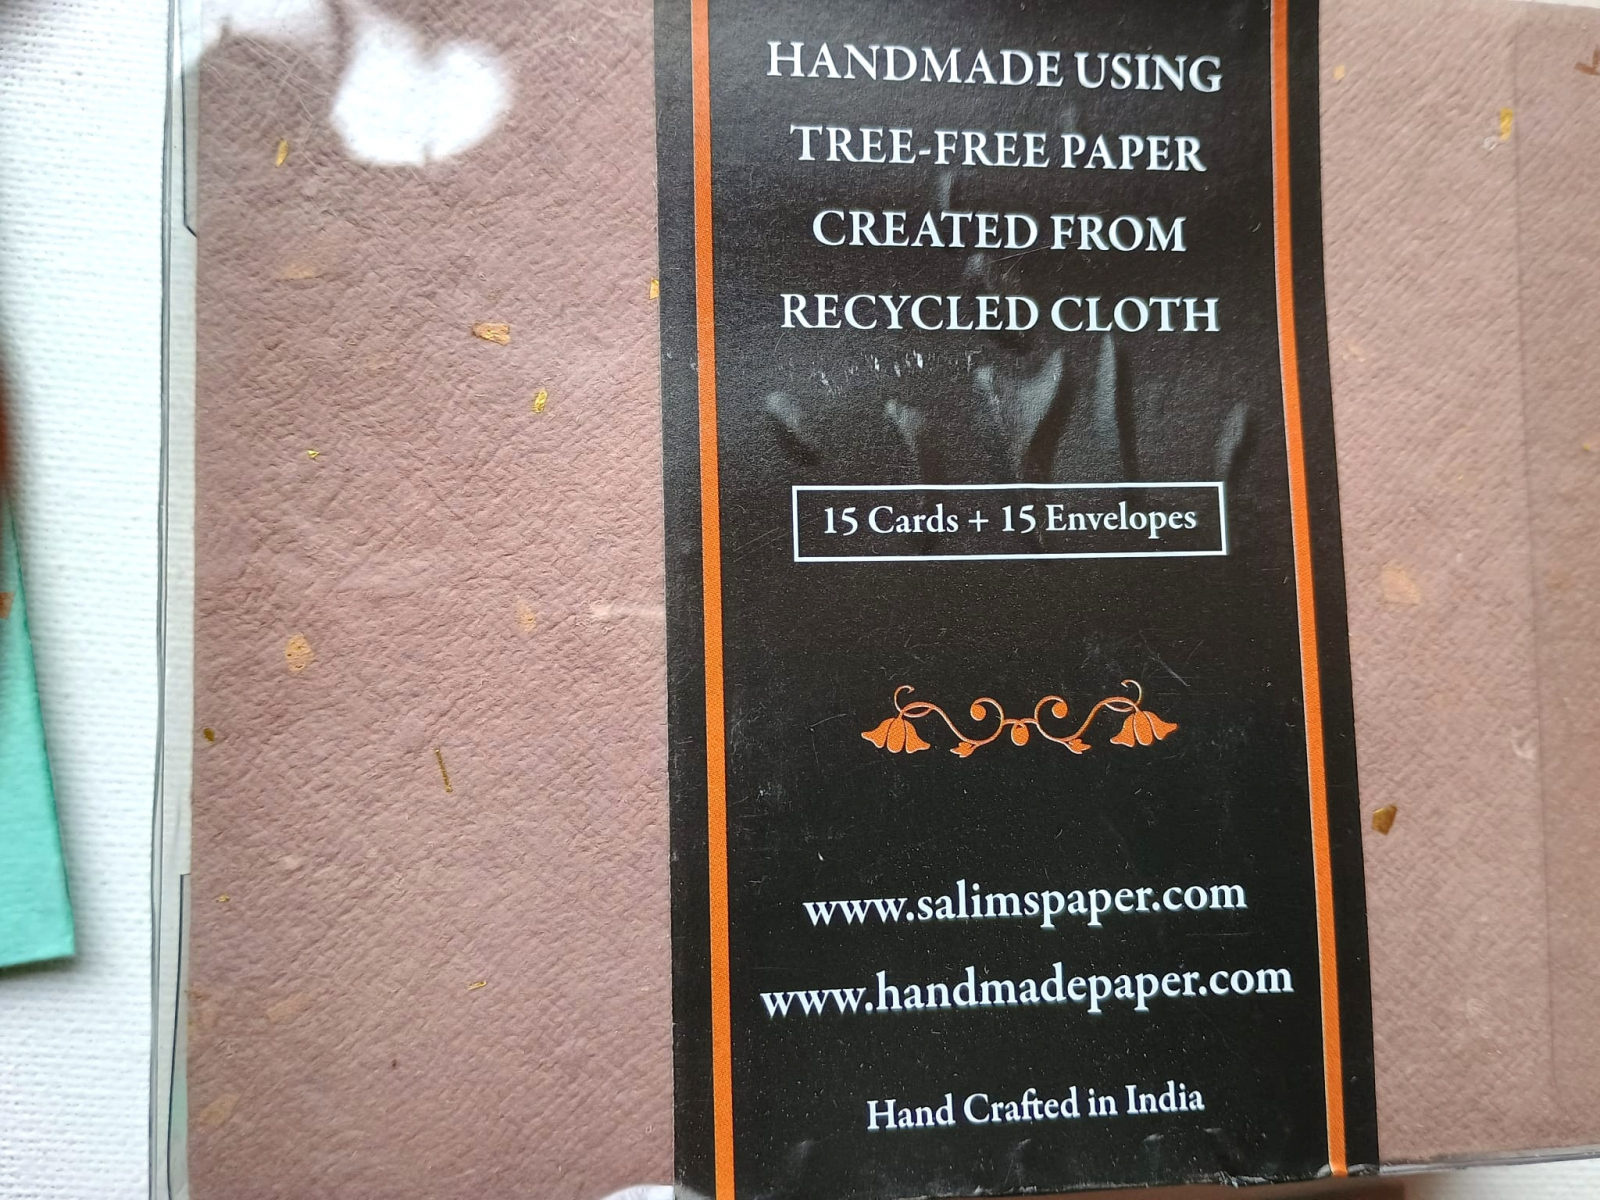 HANDMADE USING
TREE-FREE PAPER
CREATED FROM
RECYCLED CLOTH
15 Cards + 15 Envelopes
www.salimspaper.com
www.handmadepaper.com
Hand Crafted in India